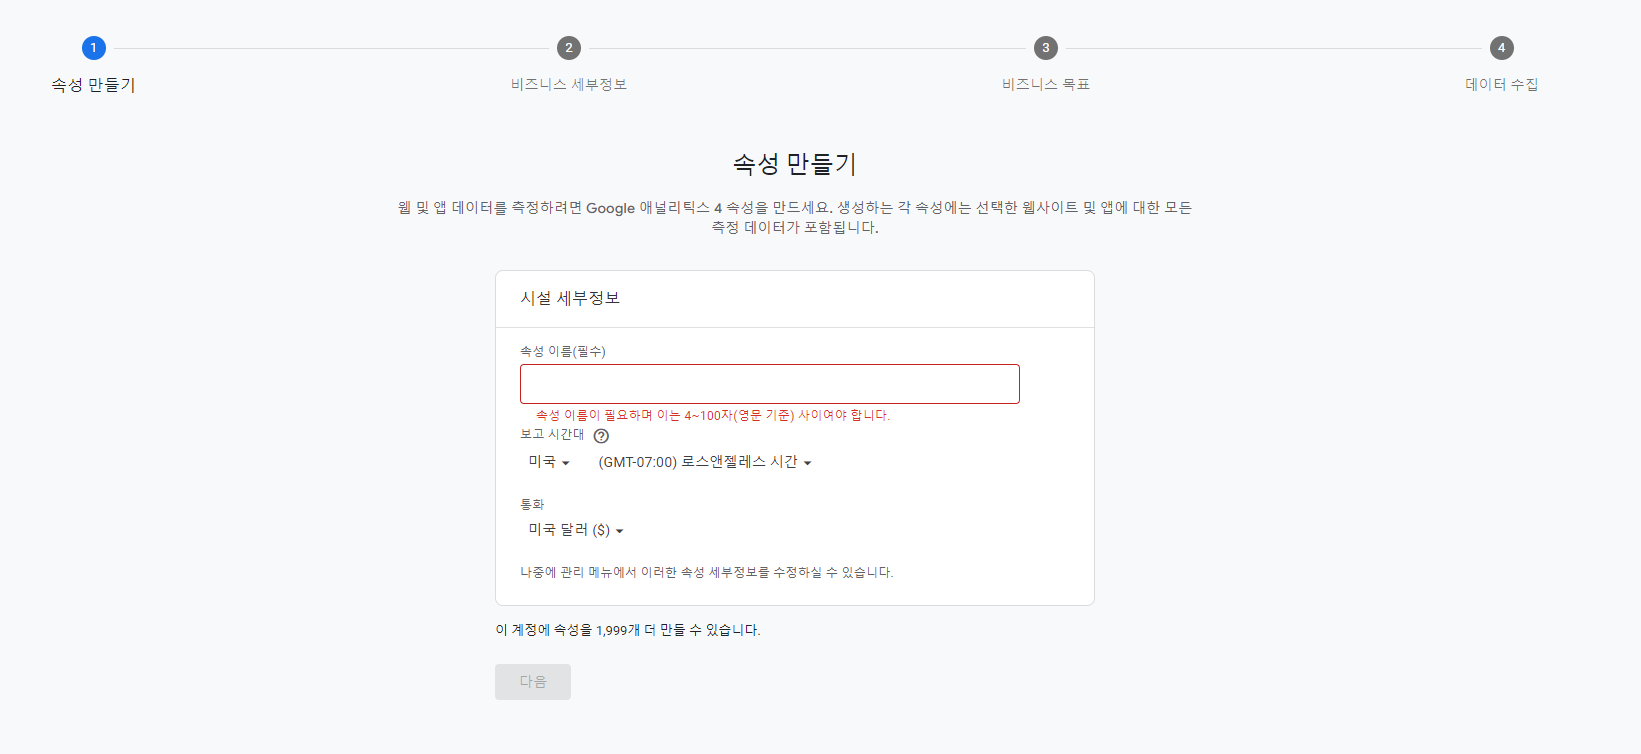 1
2
3
4
속성 만들기
비즈니스 세부정보
비즈니스 목표
데이터 수집
속성 만들기
웹 및 앱 데이터를 측정하려면 Google 애널리틱스 4 속성을 만드세요. 생성하는 각 속성에는 선택한 웹사이트 및 앱에 대한 모든
측정 데이터가 포함됩니다.
시설 세부정보
속성 이름(필수)
속성 이름이 필요하며 이는 4~100자(영문 기준) 사이여야 합니다.
보고 시간대 ?
미국 (GMT-07:00) 로스앤젤레스 시간
통화
미국 달러 ($)
나중에 관리 메뉴에서 이러한 속성 세부정보를 수정하실 수 있습니다.
이 계정에 속성을 1,999개 더 만들 수 있습니다.
다음